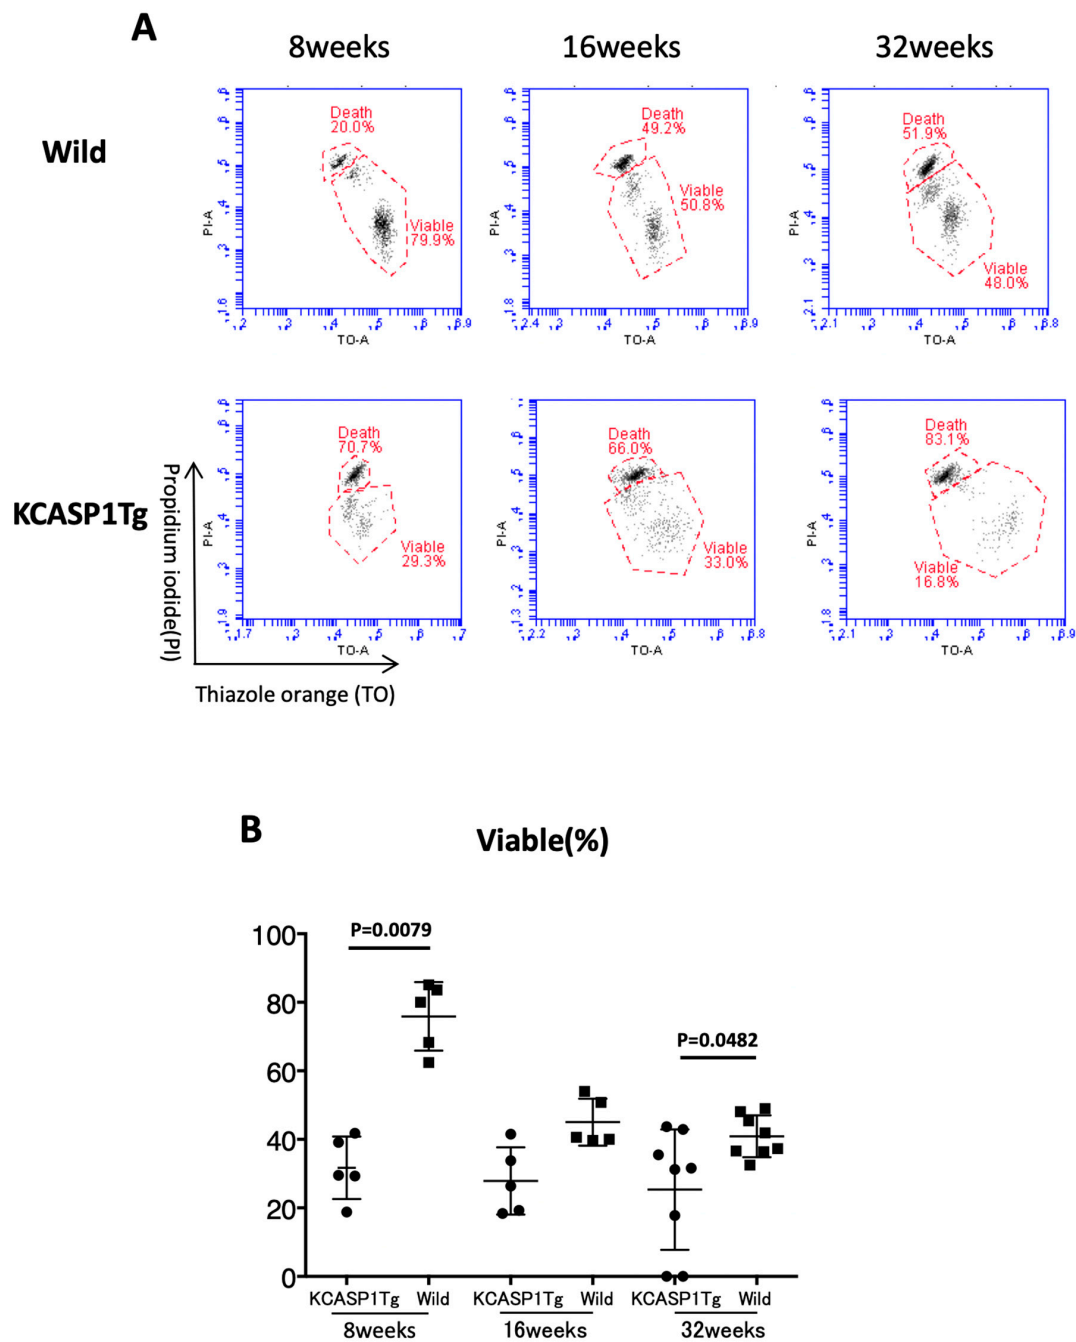 A
8weeks 16weeks 32weeks
Wild
Death
20.0%
Viable
79.9%
PI-A
TO-A
Death
49.2%
Viable
50.8%
PI-A
TO-A
Death
51.9%
Viable
48.0%
PI-A
TO-A
KCASP1Tg
Death
70.7%
Viable
29.3%
PI-A
TO-A
Death
66.0%
Viable
33.0%
PI-A
TO-A
Death
83.1%
Viable
16.8%
PI-A
TO-A
Propidium iodide(PI)
Thiazole orange (TO)
B
Viable(%)
P=0.0079
P=0.0482
100
80
60
40
20
0
KCASP1Tg Wild KCASP1Tg Wild KCASP1Tg Wild
8weeks 16weeks 32weeks